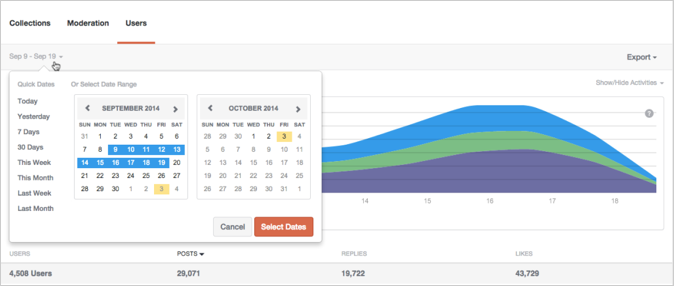 Collections Moderation Users
Sep 9 - Sep 19
Export
Show/Hide Activities
Quick Dates Or Select Date Range
Today
Yesterday
7 Days
30 Days
This Week
This Month
Last Week
Last Month
SEPTEMBER 2014
SUN MON TUE WED THU FRI SAT
31 1 2 3 4 5 6
7 8 9 10 11 12 13
14 15 16 17 18 19 20
21 22 23 24 25 26 27
28 29 30 1 2 3 4
OCTOBER 2014
SUN MON TUE WED THU FRI SAT
28 29 30 1 2 3 4
5 6 7 8 9 10 11
12 13 14 15 16 17 18
19 20 21 22 23 24 25
26 27 28 29 30 31 1
Cancel Select Dates
?
14 15 16 17 18
USERS POSTS REPLIES LIKES
4,508 Users 29,071 19,722 43,729